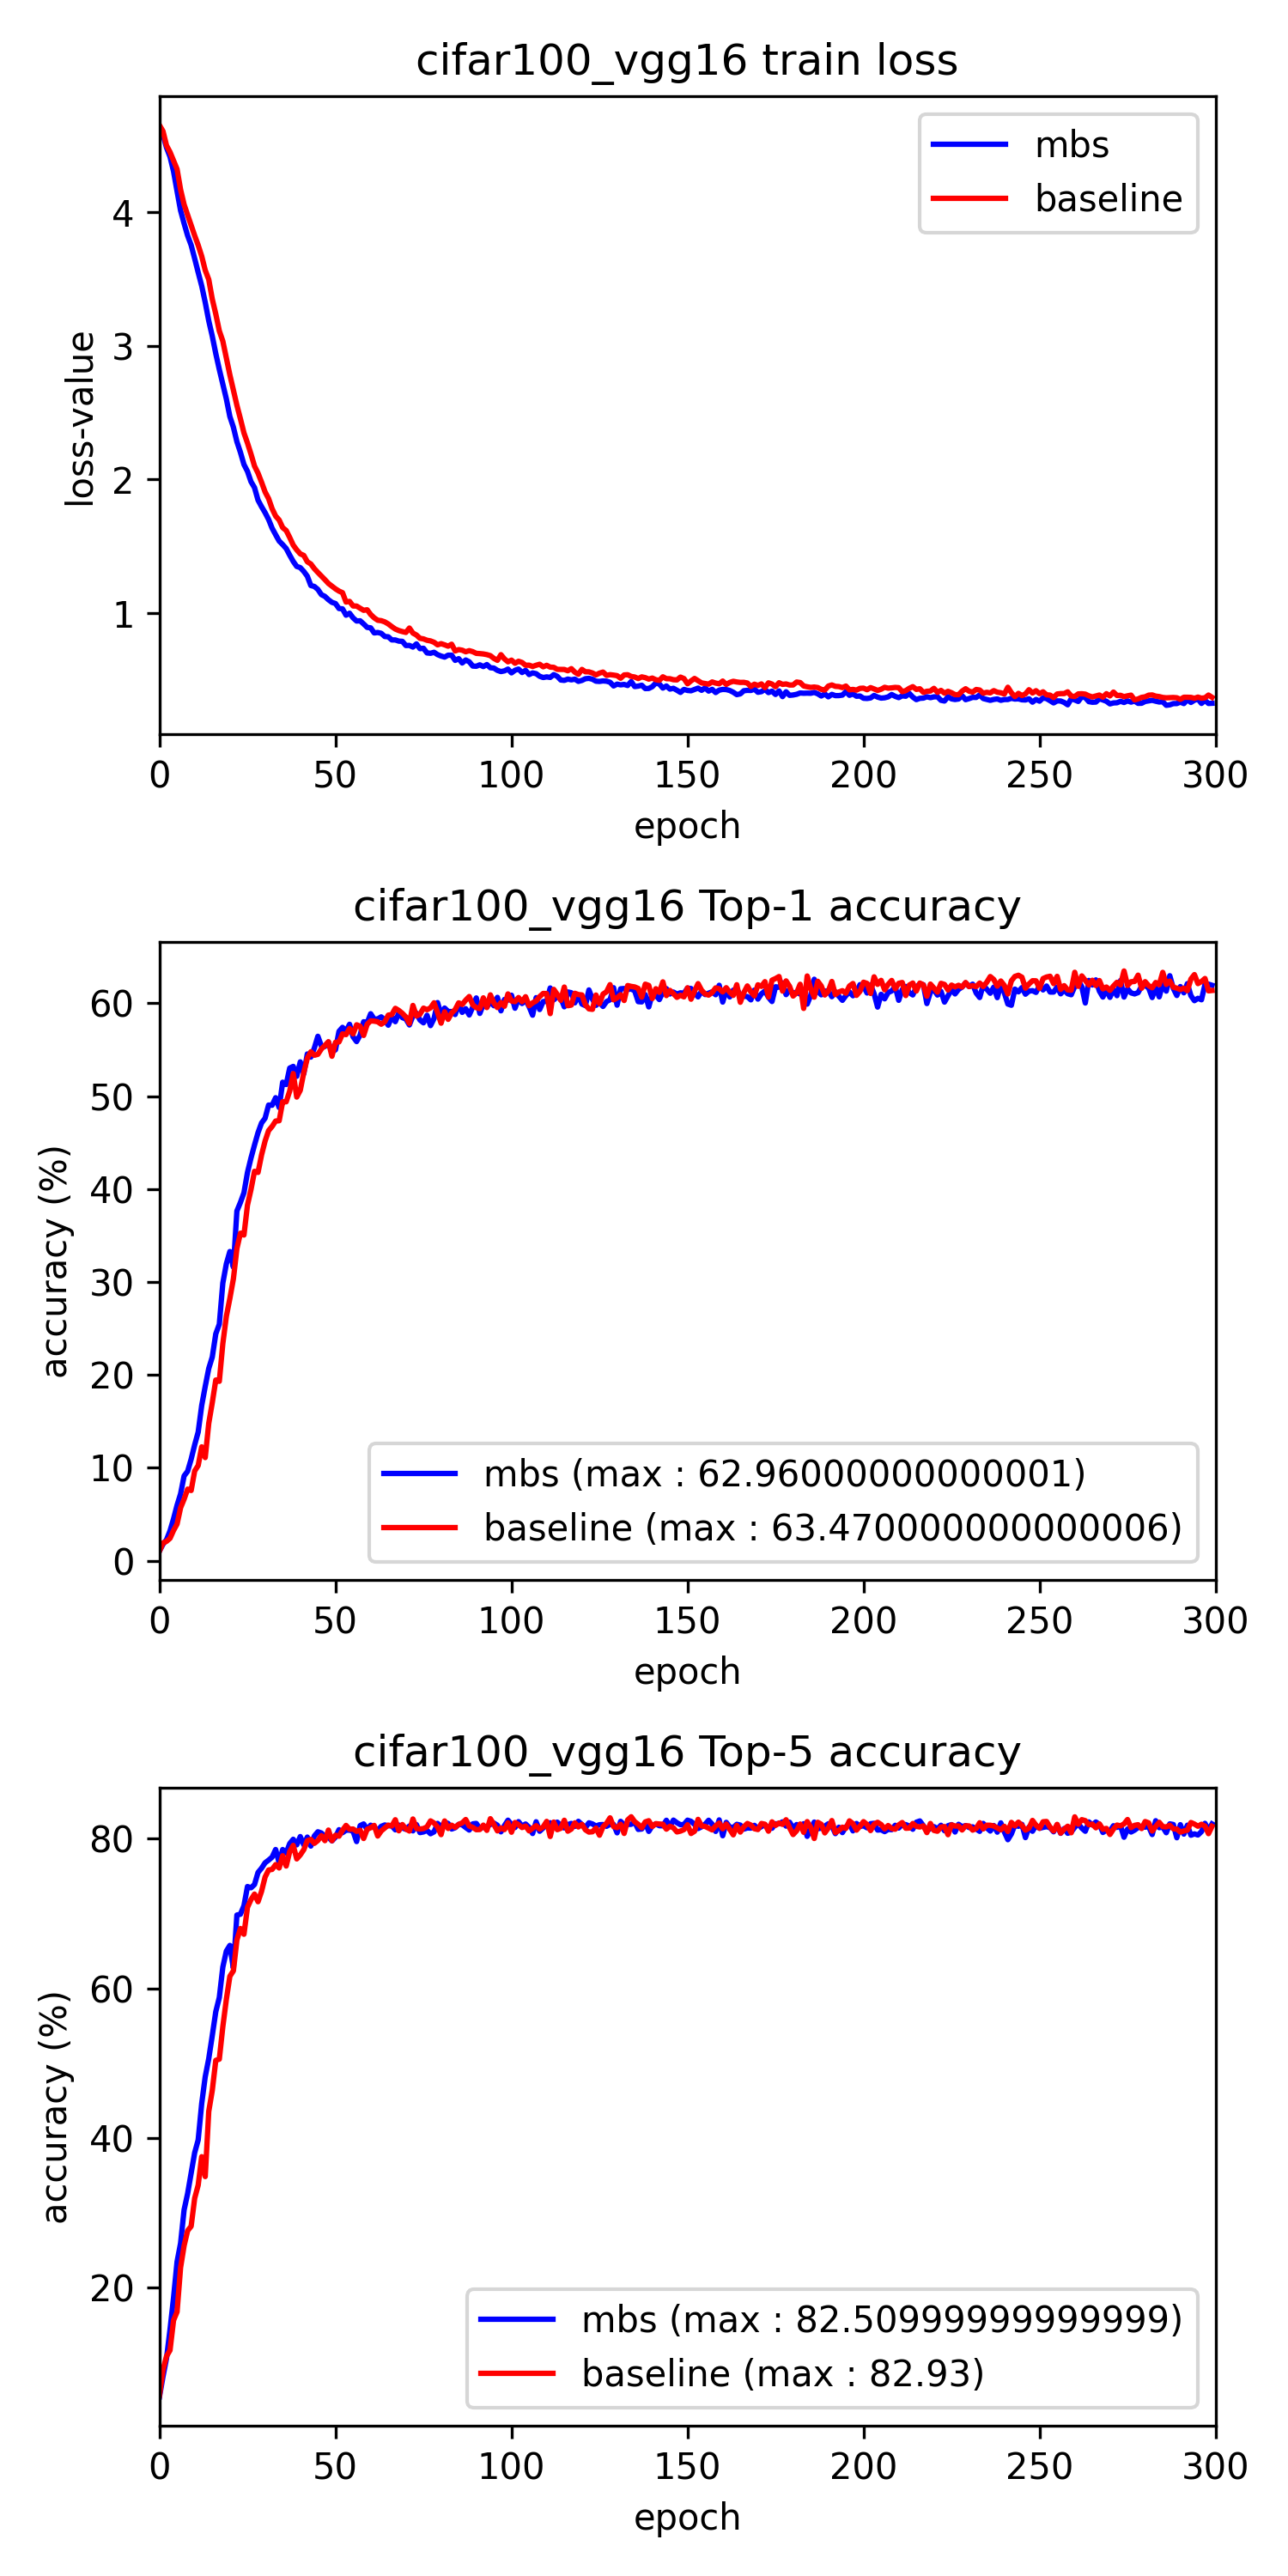 cifar100_vgg16 train loss
mbs
baseline
4
3
2
1
loss-value
0 50 100 150 200 250 300
epoch
cifar100_vgg16 Top-1 accuracy
60
50
40
30
20
10
0
accuracy (%)
mbs (max : 62.96000000000001)
baseline (max : 63.470000000000006)
0 50 100 150 200 250 300
epoch
cifar100_vgg16 Top-5 accuracy
80
60
40
20
accuracy (%)
mbs (max : 82.50999999999999)
baseline (max : 82.93)
0 50 100 150 200 250 300
epoch